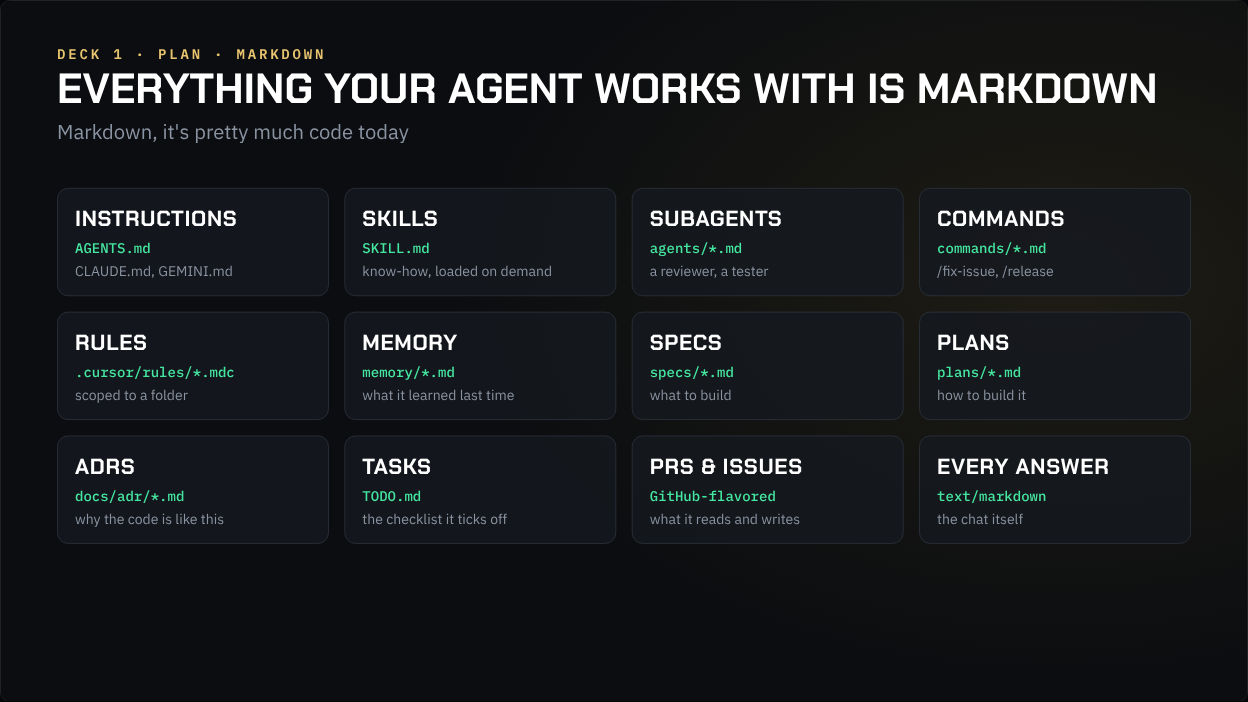 DECK 1 · PLAN · MARKDOWN
EVERYTHING YOUR AGENT WORKS WITH IS MARKDOWN
Markdown, it's pretty much code today
INSTRUCTIONS
AGENTS.md
CLAUDE.md, GEMINI.md
SKILLS
SKILL.md
know-how, loaded on demand
SUBAGENTS
agents/*.md
a reviewer, a tester
COMMANDS
commands/*.md
/fix-issue, /release
RULES
.cursor/rules/*.mdc
scoped to a folder
MEMORY
memory/*.md
what it learned last time
SPECS
specs/*.md
what to build
PLANS
plans/*.md
how to build it
ADRS
docs/adr/*.md
why the code is like this
TASKS
TODO.md
the checklist it ticks off
PRS & ISSUES
GitHub-flavored
what it reads and writes
EVERY ANSWER
text/markdown
the chat itself